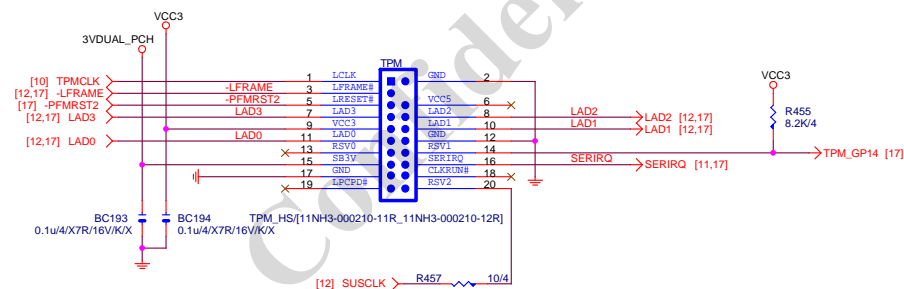 VCC3
3VDUAL_PCH
TPM
VCC3
[10] TPMCLK
1
LCLK
GND
2
[12,17] -LFRAME
-LFRAME
3
LFRAME#
[17] -PFMRST2
-PFMRST2
5
LRESET#
VCC5
6
[12,17] LAD3
LAD3
7
LAD3
LAD2
8
LAD2
LAD2 [12,17]
9
VCC3
LAD1
10
LAD1
LAD1 [12,17]
[12,17] LAD0
LAD0
11
LAD0
GND
12
13
RSV0
RSV1
14
TPM_GP14 [17]
15
SB3V
SERIRQ
16
SERIRQ
SERIRQ [11,17]
17
GND
CLKRUN#
18
19
LPCPD#
RSV2
20
R455
8.2K/4
BC193
0.1u/4/X7R/16V/K/X
BC194
0.1u/4/X7R/16V/K/X
TPM_HS/[11NH3-000210-11R_11NH3-000210-12R]
[12] SUSCLK
R457
10/4
Confiden